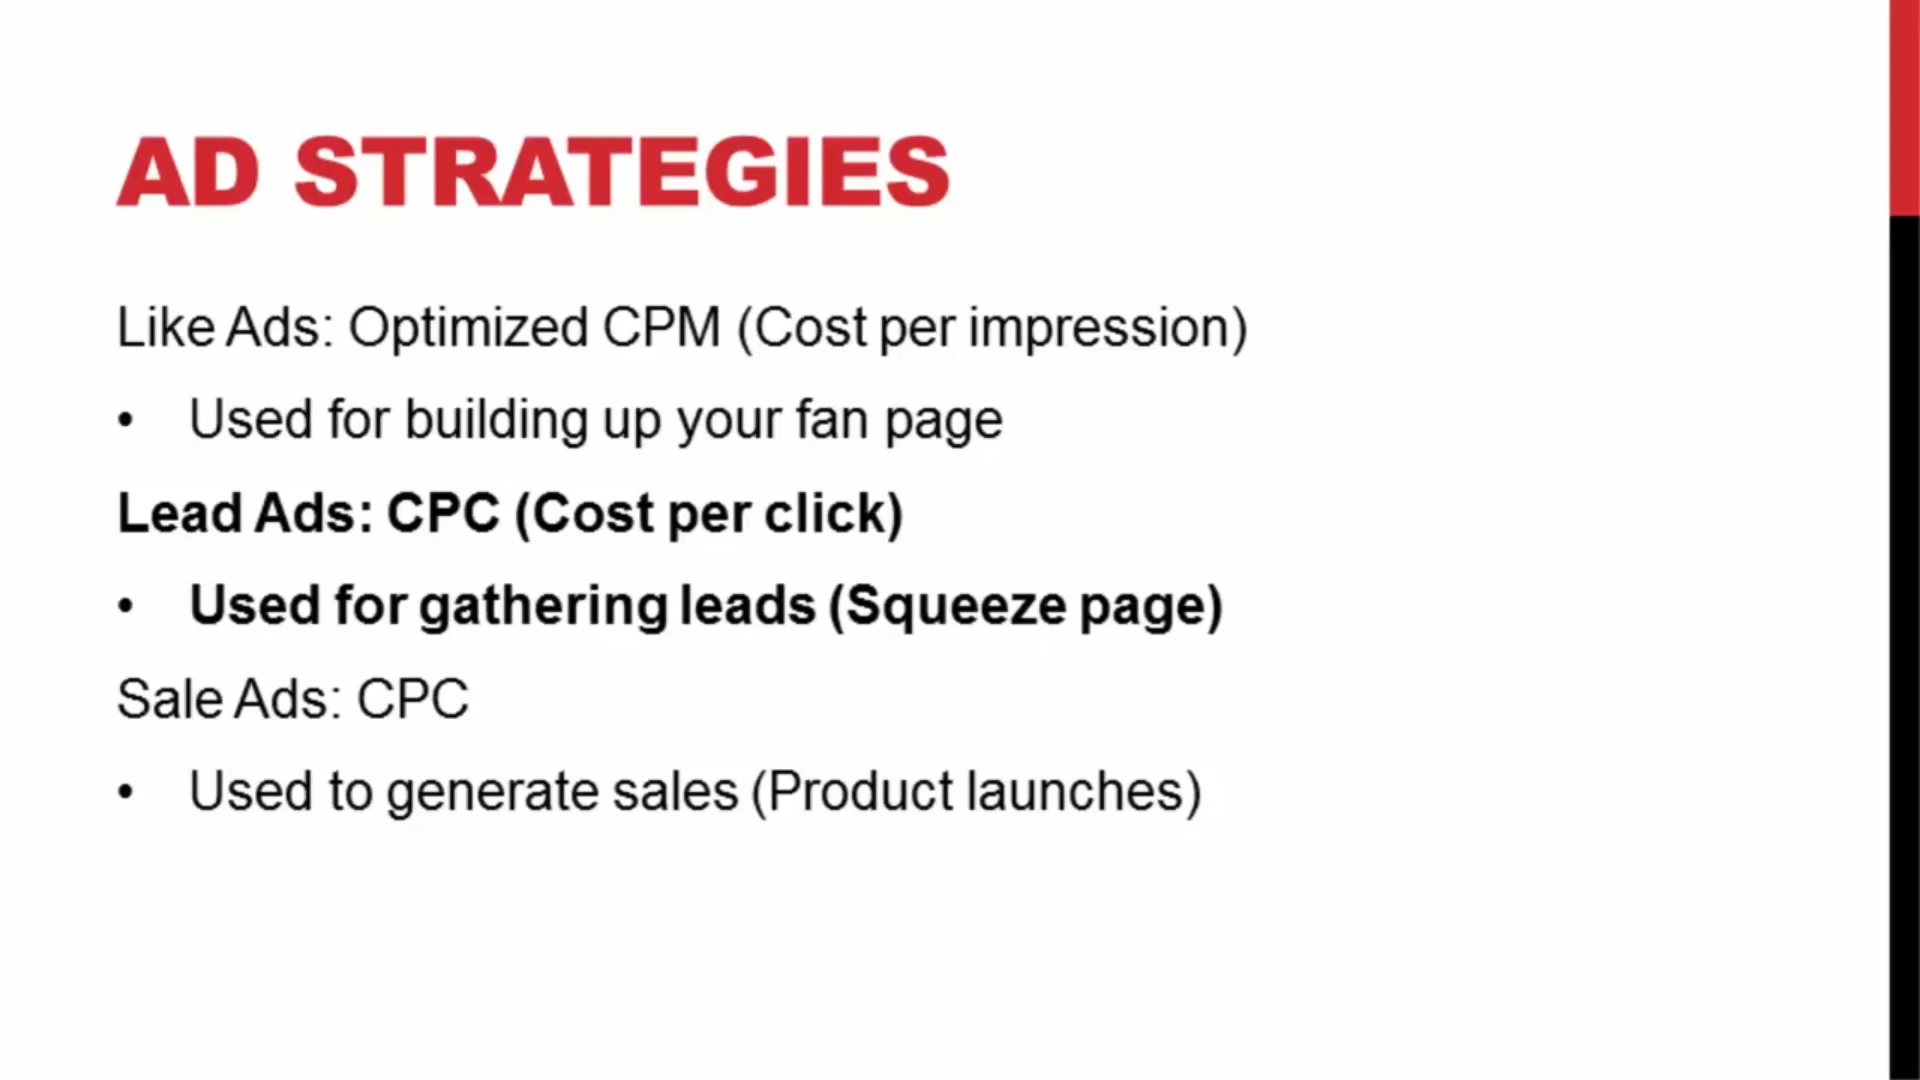 AD STRATEGIES
Like Ads: Optimized CPM (Cost per impression)
• Used for building up your fan page
Lead Ads: CPC (Cost per click)
• Used for gathering leads (Squeeze page)
Sale Ads: CPC
• Used to generate sales (Product launches)